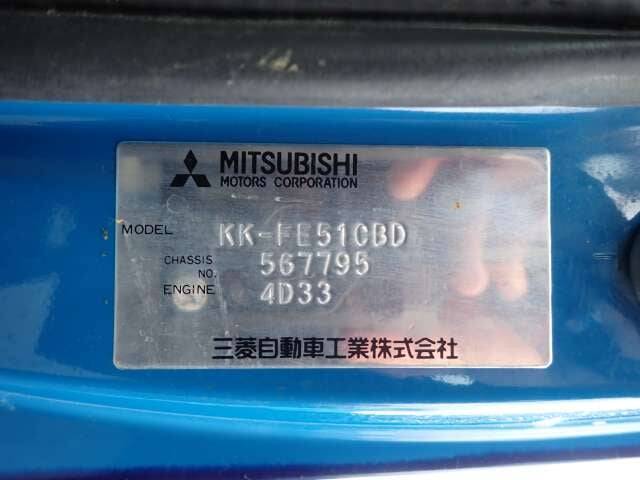 MITSUBISHI
MOTORS CORPORATION
MODEL KK-FE51CBD
CHASSIS NO. 567795
ENGINE 4D33
三菱自動車工業株式会社